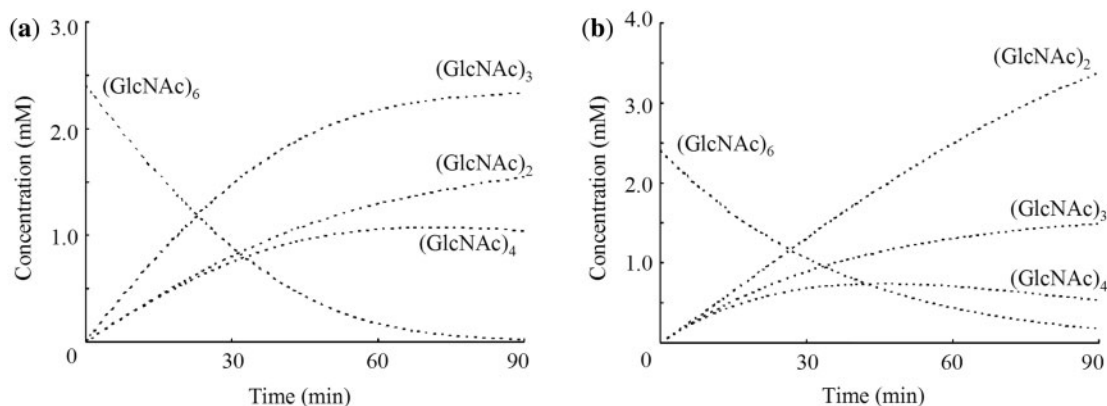 (a)
3.0
2.0
1.0
0
Concentration (mM)
(GlcNAc)6
(GlcNAc)3
(GlcNAc)2
(GlcNAc)4
30
60
90
Time (min)
(b)
4.0
3.0
2.0
1.0
0
Concentration (mM)
(GlcNAc)2
(GlcNAc)6
(GlcNAc)3
(GlcNAc)4
30
60
90
Time (min)